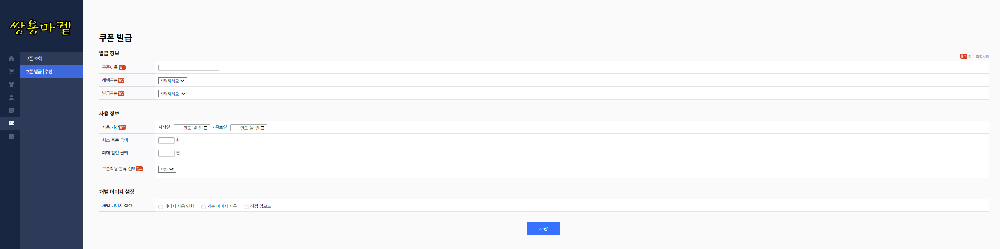 쌍용마켙
쿠폰 조회
쿠폰 발급 | 수정
쿠폰 발급
발급 정보
필수 필수 입력사항
쿠폰이름 필수
혜택구분필수 선택하세요
발급구분필수 선택하세요
사용 정보
사용 기간필수 시작일 : 연도-월-일 ~ 종료일 : 연도-월-일
최소 주문 금액 원
최대 할인 금액 원
쿠폰적용 분류 선택필수 전체
개별 이미지 설정
개별 이미지 설정 이미지 사용 안함 기본 이미지 사용 직접 업로드
저장